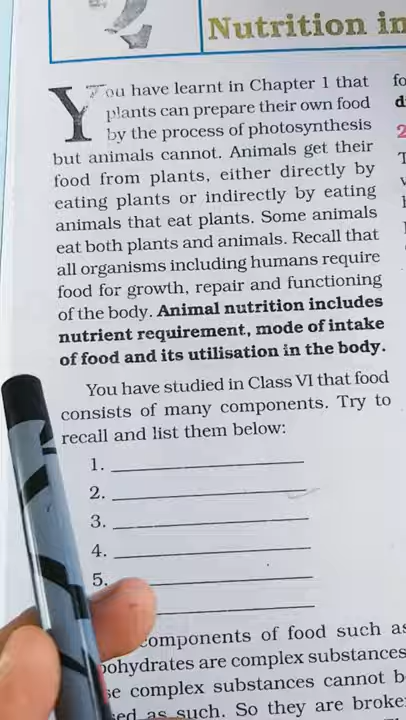 2
Nutrition in
You have learnt in Chapter 1 that
plants can prepare their own food
by the process of photosynthesis
but animals cannot. Animals get their
food from plants, either directly by
eating plants or indirectly by eating
animals that eat plants. Some animals
eat both plants and animals. Recall that
all organisms including humans require
food for growth, repair and functioning
of the body. Animal nutrition includes
nutrient requirement, mode of intake
of food and its utilisation in the body.
You have studied in Class VI that food
consists of many components. Try to
recall and list them below:
1.
2.
3.
4.
5.
components of food such as
complex substances
complex substances cannot
as such. So they are